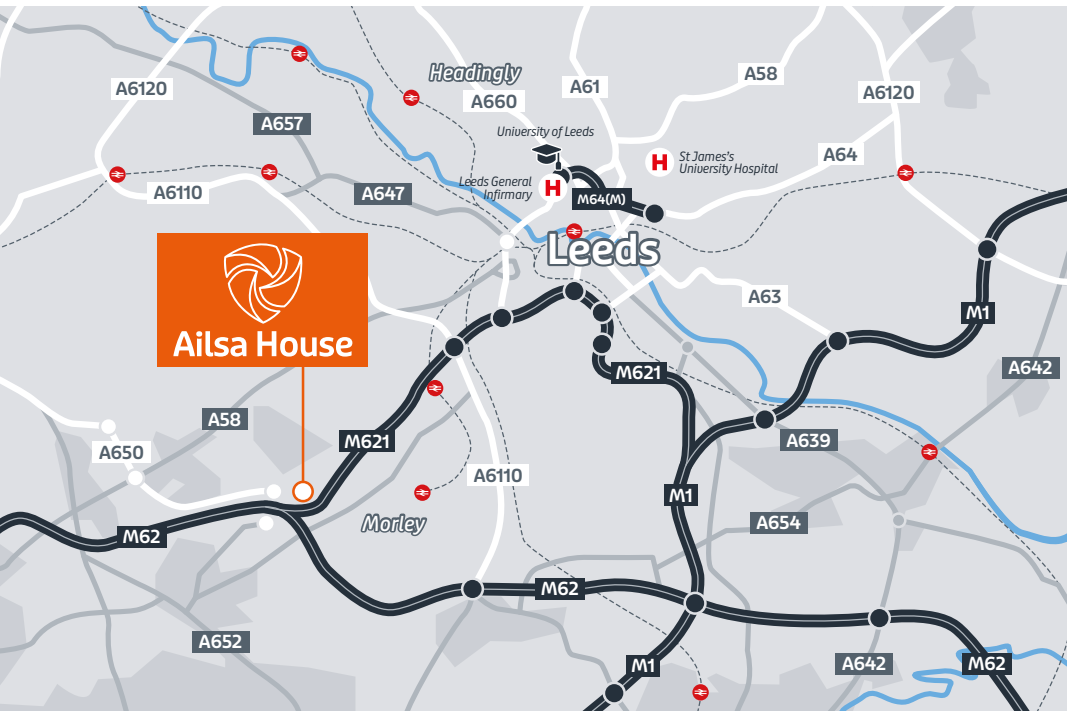 Headingly
A6120
A660
A61
A58
A6120
A657
University of Leeds
A64
St James's
University Hospital
Leeds General
Infirmary
H
H
A6110
A647
M64(M)
Leeds
A63
M1
Ailsa House
A642
M621
A58
M621
A650
A639
A6110
M1
Morley
A654
M62
M62
A652
M1
A642
M62